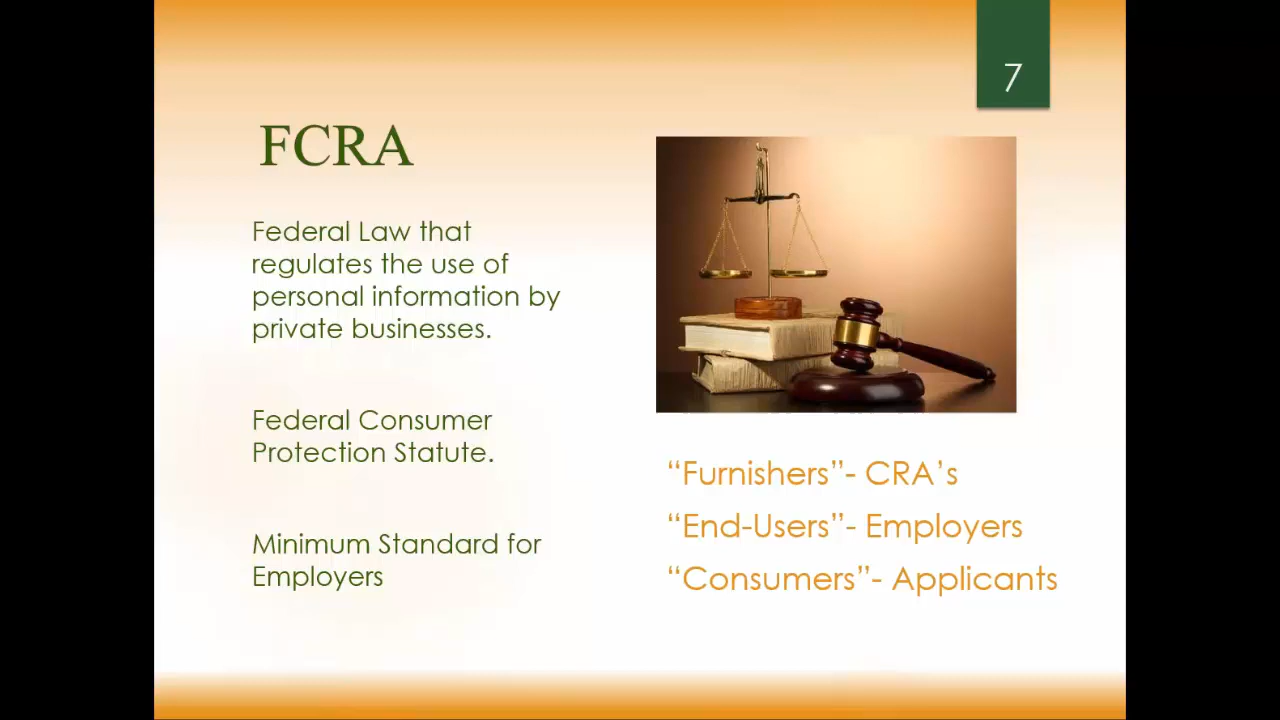 7
FCRA
Federal Law that
regulates the use of
personal information by
private businesses.
Federal Consumer
Protection Statute.
Minimum Standard for
Employers
“Furnishers”- CRA’s
“End-Users”- Employers
“Consumers”- Applicants